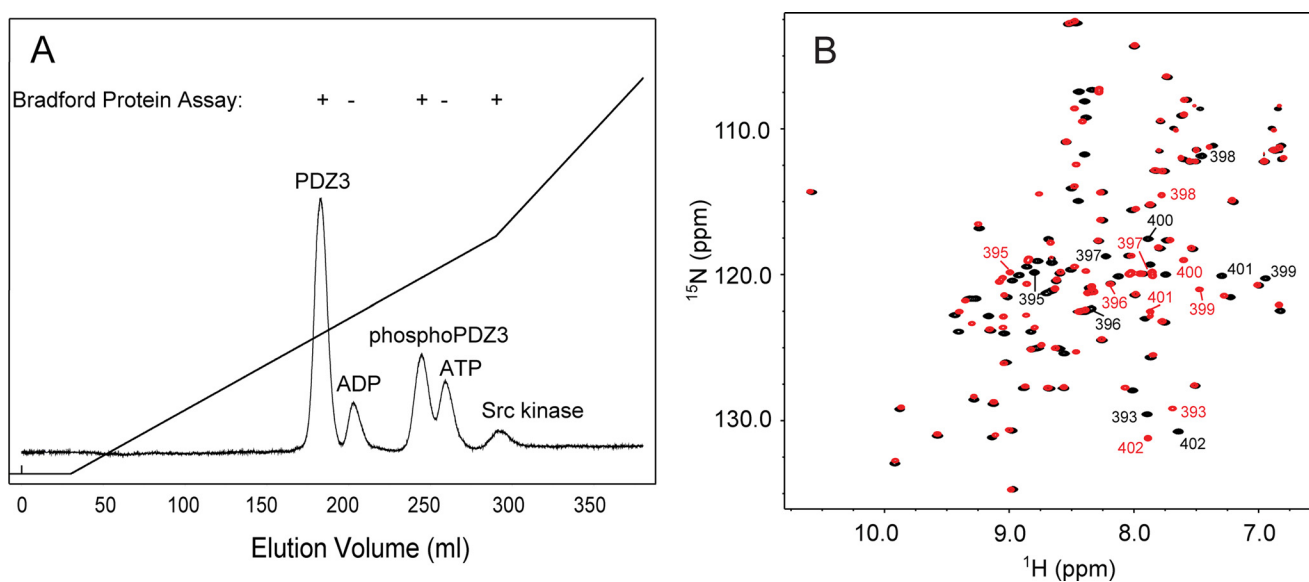 A
Bradford Protein Assay: + - + - +
PDZ3
phosphoPDZ3
ADP
ATP
Src kinase
0 50 100 150 200 250 300 350
Elution Volume (ml)
B
110.0
120.0
130.0
15N (ppm)
398
398
400
397
397
395
400
401
399
395
396
401
399
396
393
393
402
402
10.0 9.0 8.0 7.0
1H (ppm)